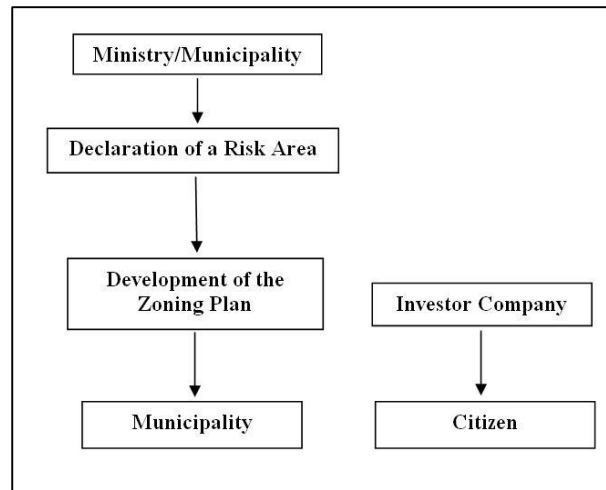 Ministry/Municipality
Declaration of a Risk Area
Development of the
Zoning Plan
Investor Company
Municipality
Citizen